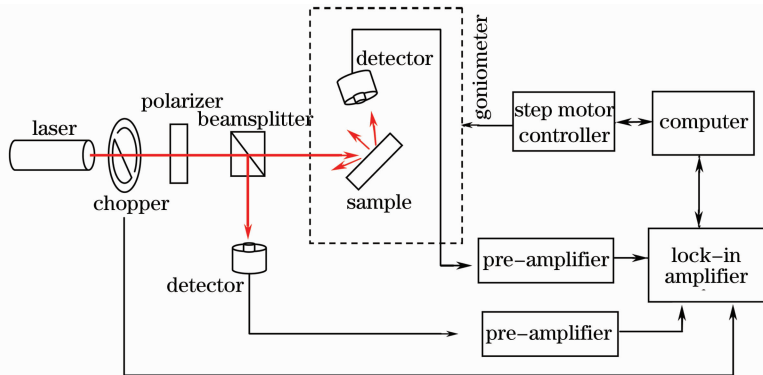 detector
goniometer
polarizer
beamsplitter
laser
step motor
controller
computer
chopper
sample
pre-amplifier
lock-in
amplifier
detector
pre-amplifier